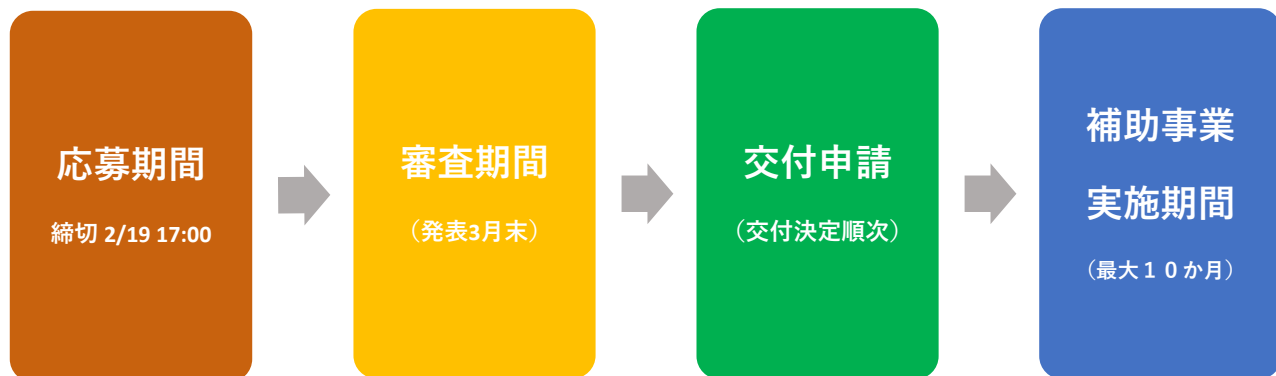 応募期間
締切 2/19 17:00
審査期間
（発表3月末）
交付申請
（交付決定順次）
補助事業
実施期間
（最大１０か月）